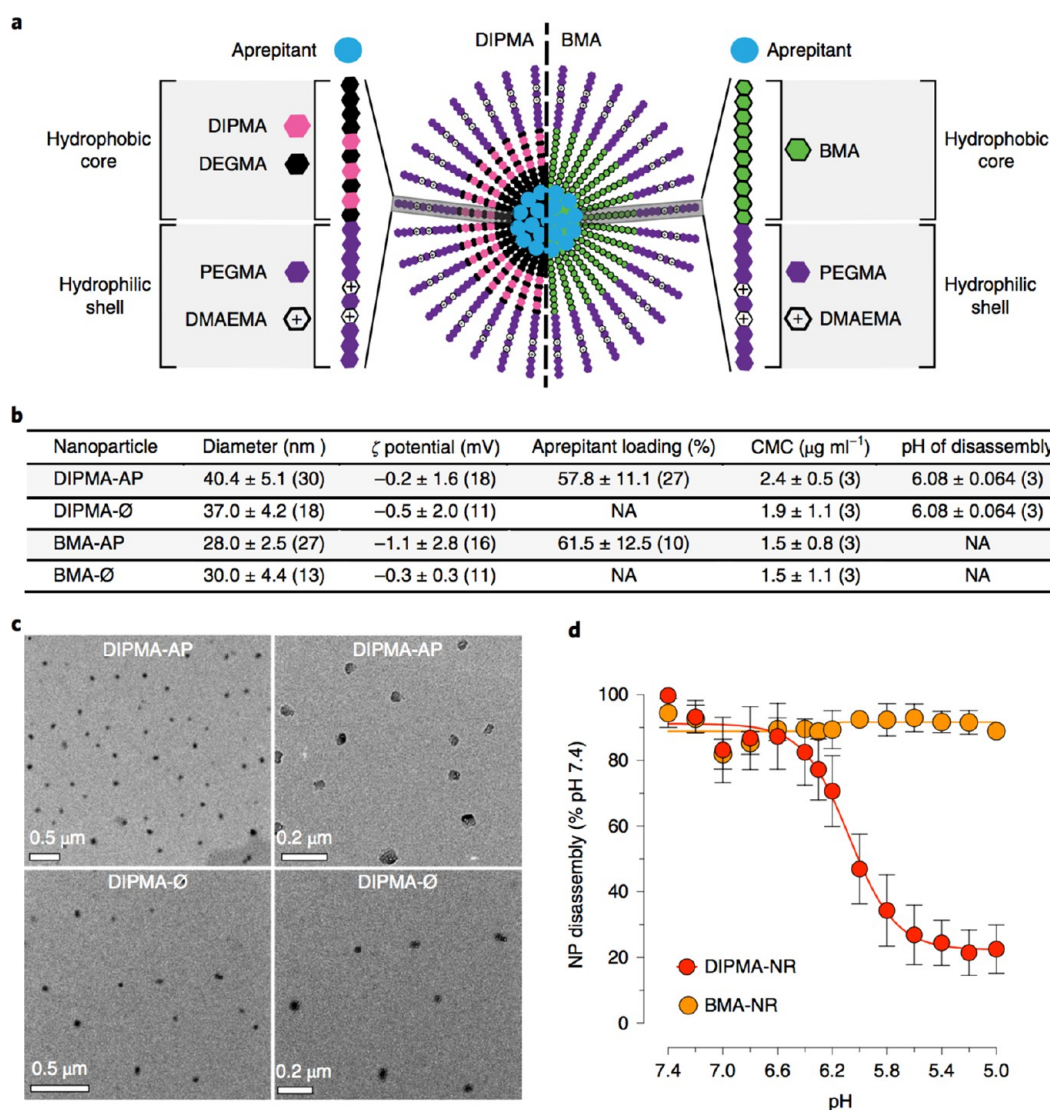 a
DIPMA BMA
Aprepitant
Aprepitant
Hydrophobic
core
DIPMA
DEGMA
BMA
Hydrophobic
core
Hydrophilic
shell
PEGMA
DMAEMA
+
+
+
PEGMA
DMAEMA
+
+
+
Hydrophilic
shell
b
Nanoparticle Diameter (nm ) ζ potential (mV) Aprepitant loading (%) CMC (μg ml⁻¹) pH of disassembly
DIPMA-AP 40.4 ± 5.1 (30) −0.2 ± 1.6 (18) 57.8 ± 11.1 (27) 2.4 ± 0.5 (3) 6.08 ± 0.064 (3)
DIPMA-Ø 37.0 ± 4.2 (18) −0.5 ± 2.0 (11) NA 1.9 ± 1.1 (3) 6.08 ± 0.064 (3)
BMA-AP 28.0 ± 2.5 (27) −1.1 ± 2.8 (16) 61.5 ± 12.5 (10) 1.5 ± 0.8 (3) NA
BMA-Ø 30.0 ± 4.4 (13) −0.3 ± 0.3 (11) NA 1.5 ± 1.1 (3) NA
c
DIPMA-AP
0.5 μm
DIPMA-AP
0.2 μm
DIPMA-Ø
0.5 μm
DIPMA-Ø
0.2 μm
d
NP disassembly (% pH 7.4)
100
80
60
40
20
0
DIPMA-NR
BMA-NR
7.4 7.0 6.6 6.2 5.8 5.4 5.0
pH